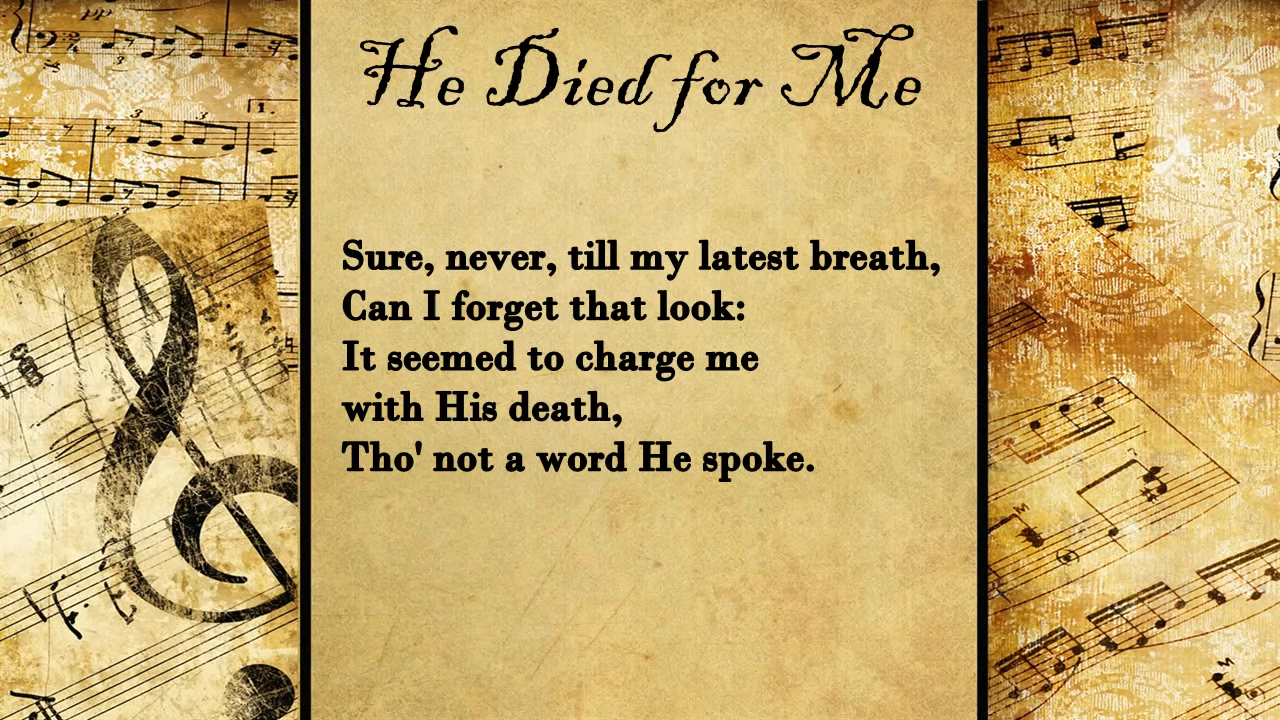 He Died for Me
Sure, never, till my latest breath,
Can I forget that look:
It seemed to charge me
with His death,
Tho' not a word He spoke.